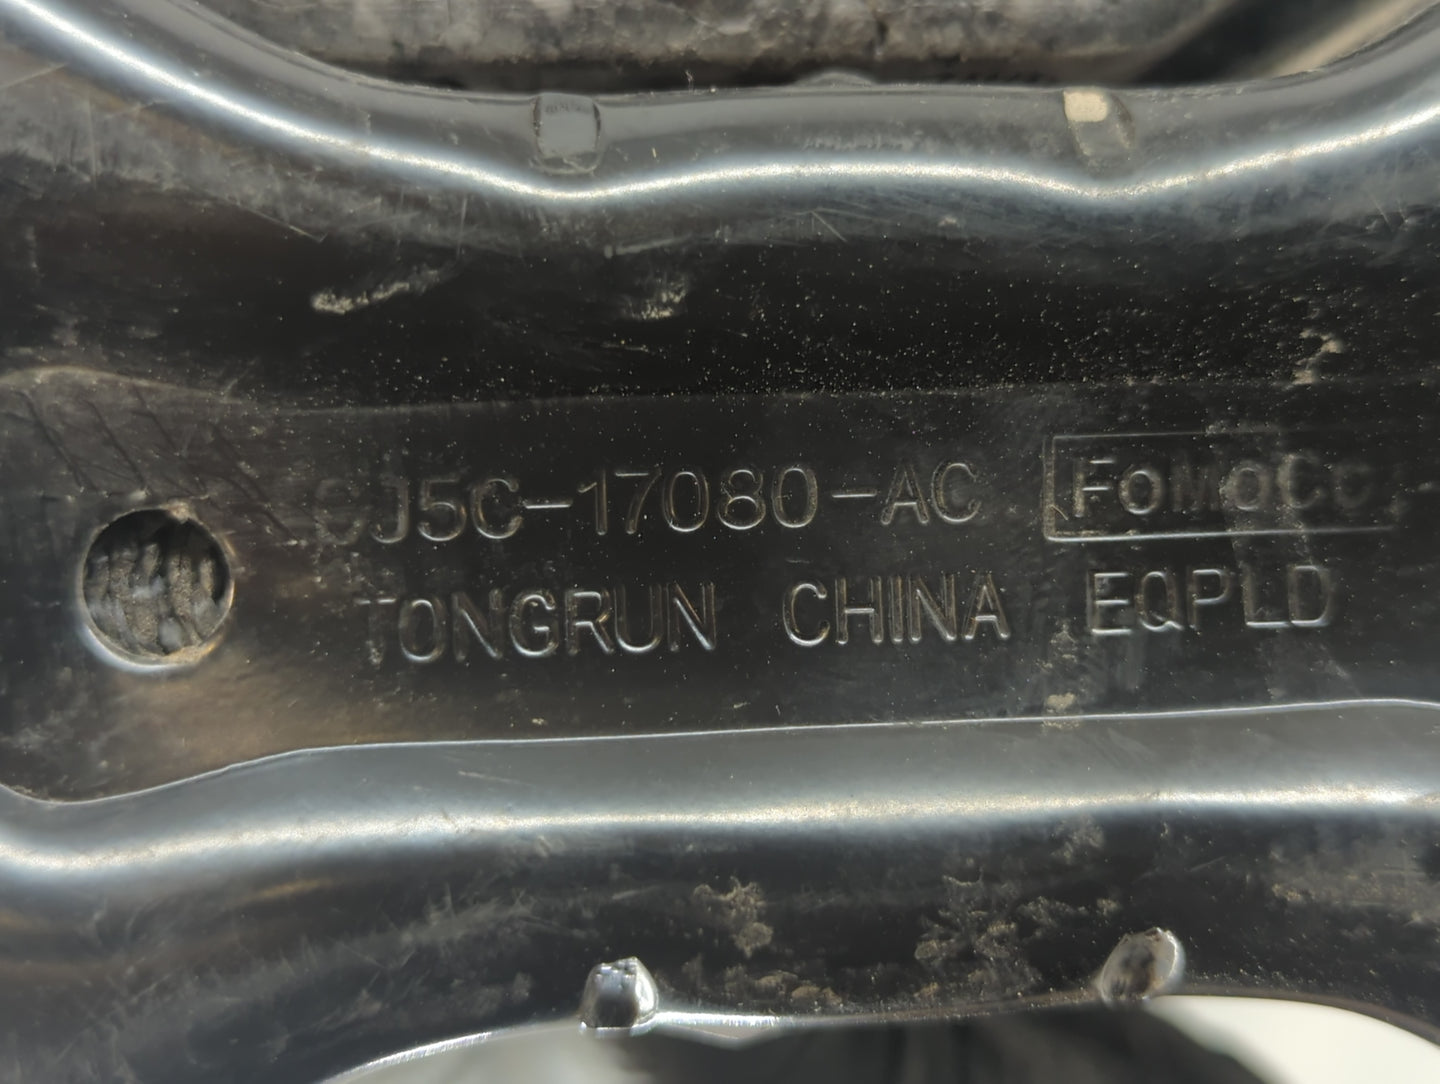 CJ5C-17080-AC FoMoCo
TONGRUN CHINA EQPLD